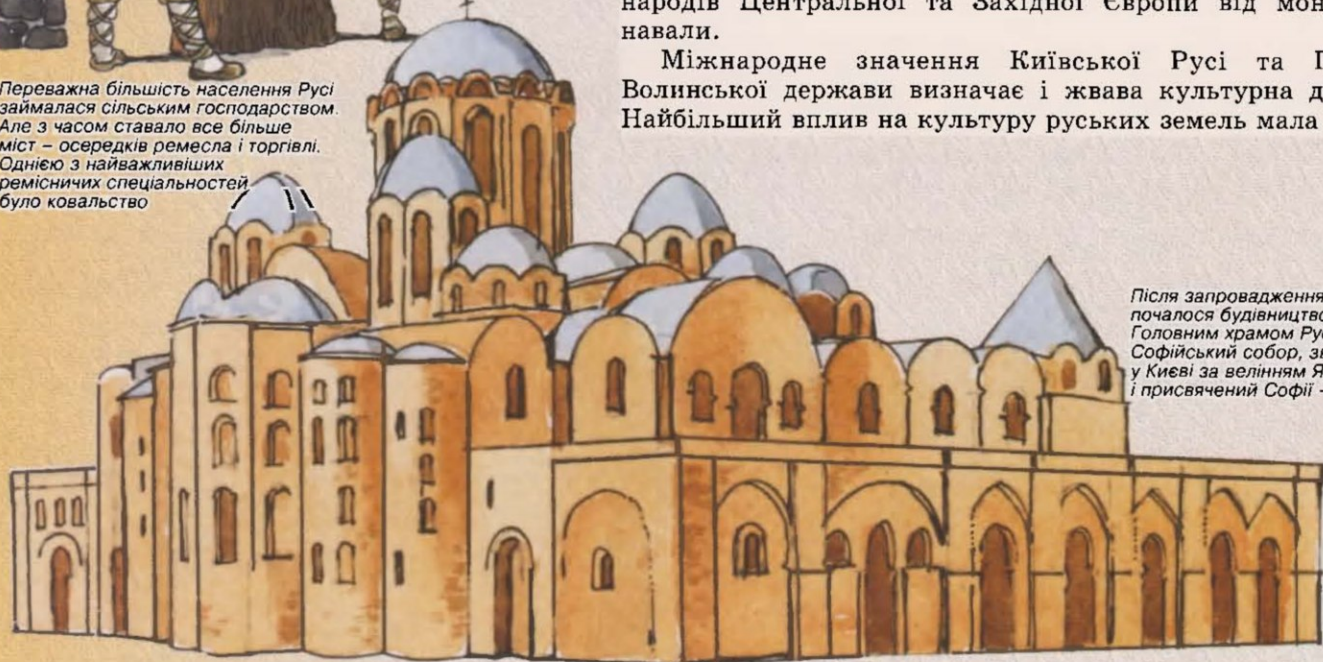 народів Центральної та Західної Європи від мон
навали.
Міжнародне значення Київської Русі та Г
Волинської держави визначає і жвава культурна д
Найбільший вплив на культуру руських земель мала
Переважна більшість населення Русі
займалася сільським господарством.
Але з часом ставало все більше
міст – осередків ремесла і торгівлі.
Однією з найважливіших
ремісничих спеціальностей
було ковальство
Після запровадження
почалося будівництво
Головним храмом Рус
Софійський собор, зв
у Києві за велінням Я
і присвячений Софії -